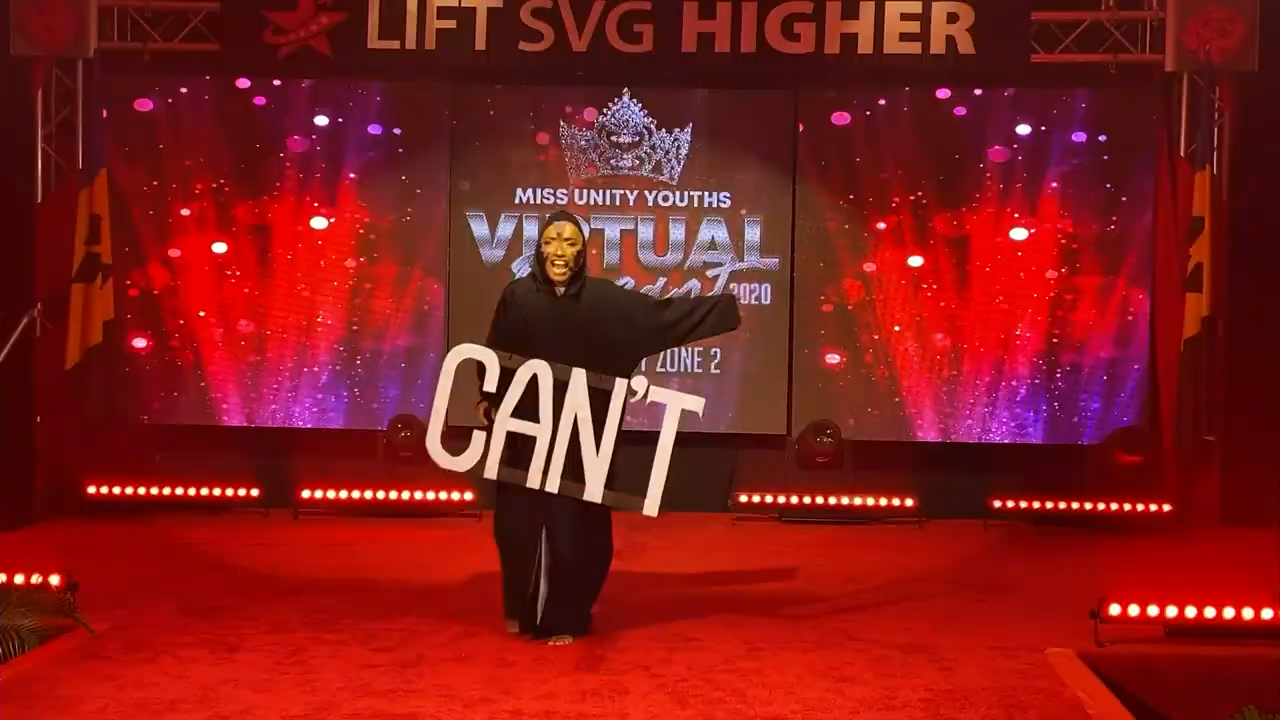 LIFT SVG HIGHER
MISS UNITY YOUTHS
VIRTUAL
2020
ZONE 2
CAN'T